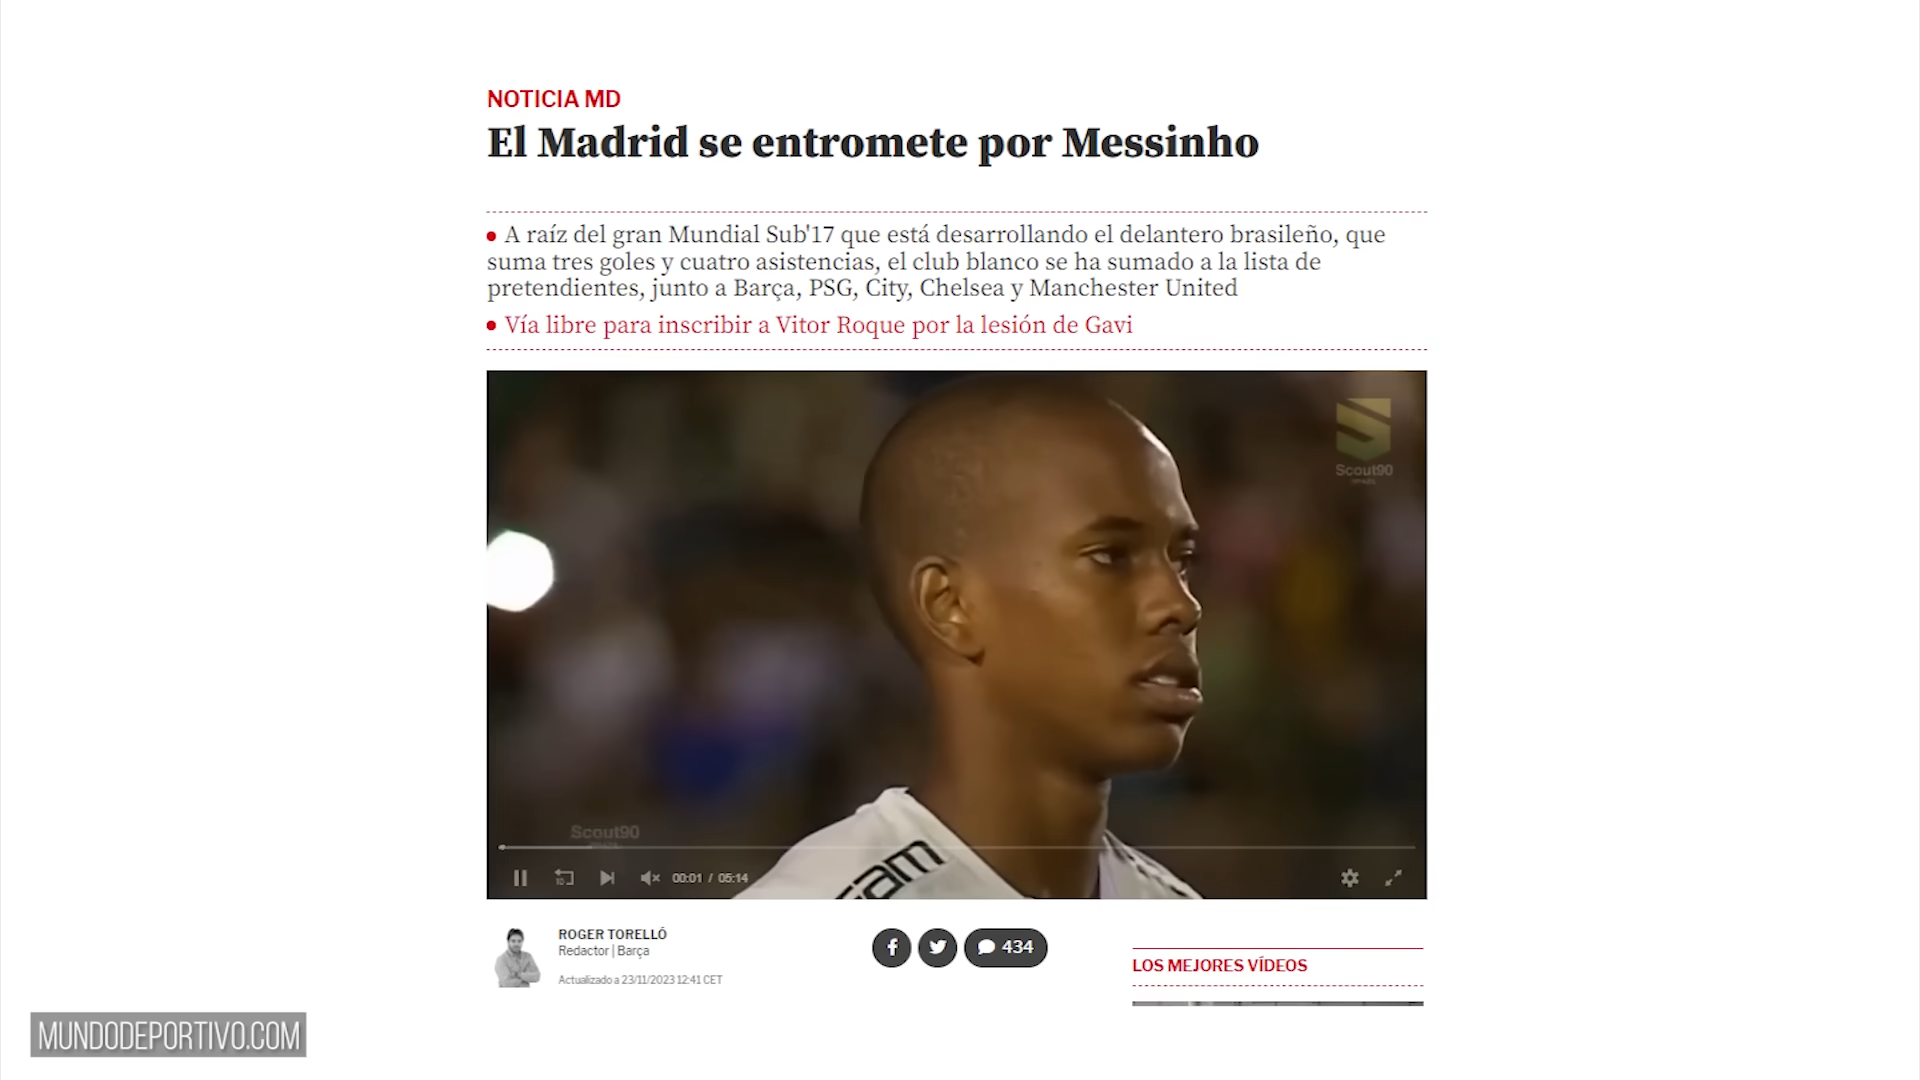 NOTICIA MD
El Madrid se entromete por Messinho
A raíz del gran Mundial Sub'17 que está desarrollando el delantero brasileño, que
suma tres goles y cuatro asistencias, el club blanco se ha sumado a la lista de
pretendientes, junto a Barça, PSG, City, Chelsea y Manchester United
Vía libre para inscribir a Vitor Roque por la lesión de Gavi
Scout90
Scout90
00:01 / 05:14
ROGER TORELLÓ
Redactor | Barça
Actualizado a 23/11/2023 12:41 CET
434
LOS MEJORES VÍDEOS
MUNDODEPORTIVO.COM